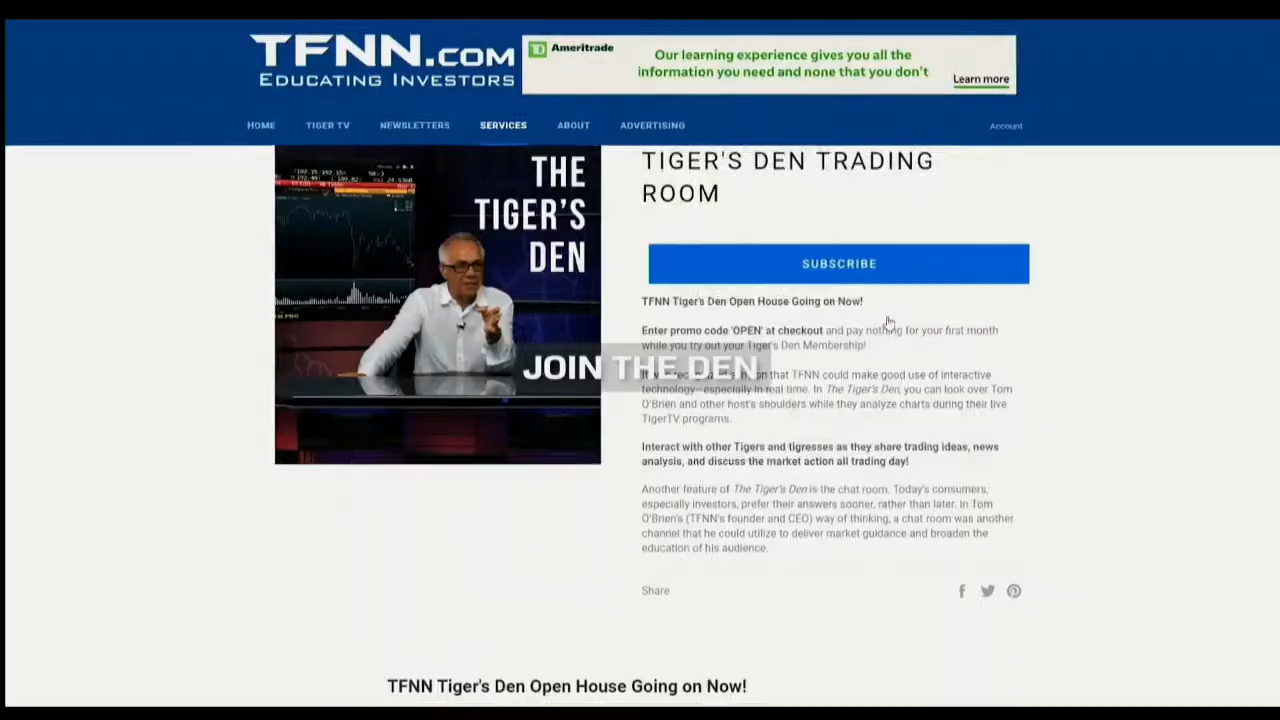 TFNN.COM
EDUCATING INVESTORS
Ameritrade
Our learning experience gives you all the
information you need and none that you don't
Learn more
HOME TIGER TV NEWSLETTERS SERVICES ABOUT ADVERTISING Account
THE
TIGER'S
DEN
TIGER'S DEN TRADING
ROOM
SUBSCRIBE
TFNN Tiger's Den Open House Going on Now!
Enter promo code 'OPEN' at checkout and pay nothing for your first month
while you try out your Tiger's Den Membership!
JOIN THE DEN
that TFNN could make good use of interactive
technology—especially in real time. In The Tiger's Den, you can look over Tom
O'Brien and other host's shoulders while they analyze charts during their live
TigerTV programs.
Interact with other Tigers and tigresses as they share trading ideas, news
analysis, and discuss the market action all trading day!
Another feature of The Tiger's Den is the chat room. Today's consumers,
especially investors, prefer their answers sooner, rather than later. In Tom
O'Brien's (TFNN's founder and CEO) way of thinking, a chat room was another
channel that he could utilize to deliver market guidance and broaden the
education of his audience.
Share
TFNN Tiger's Den Open House Going on Now!